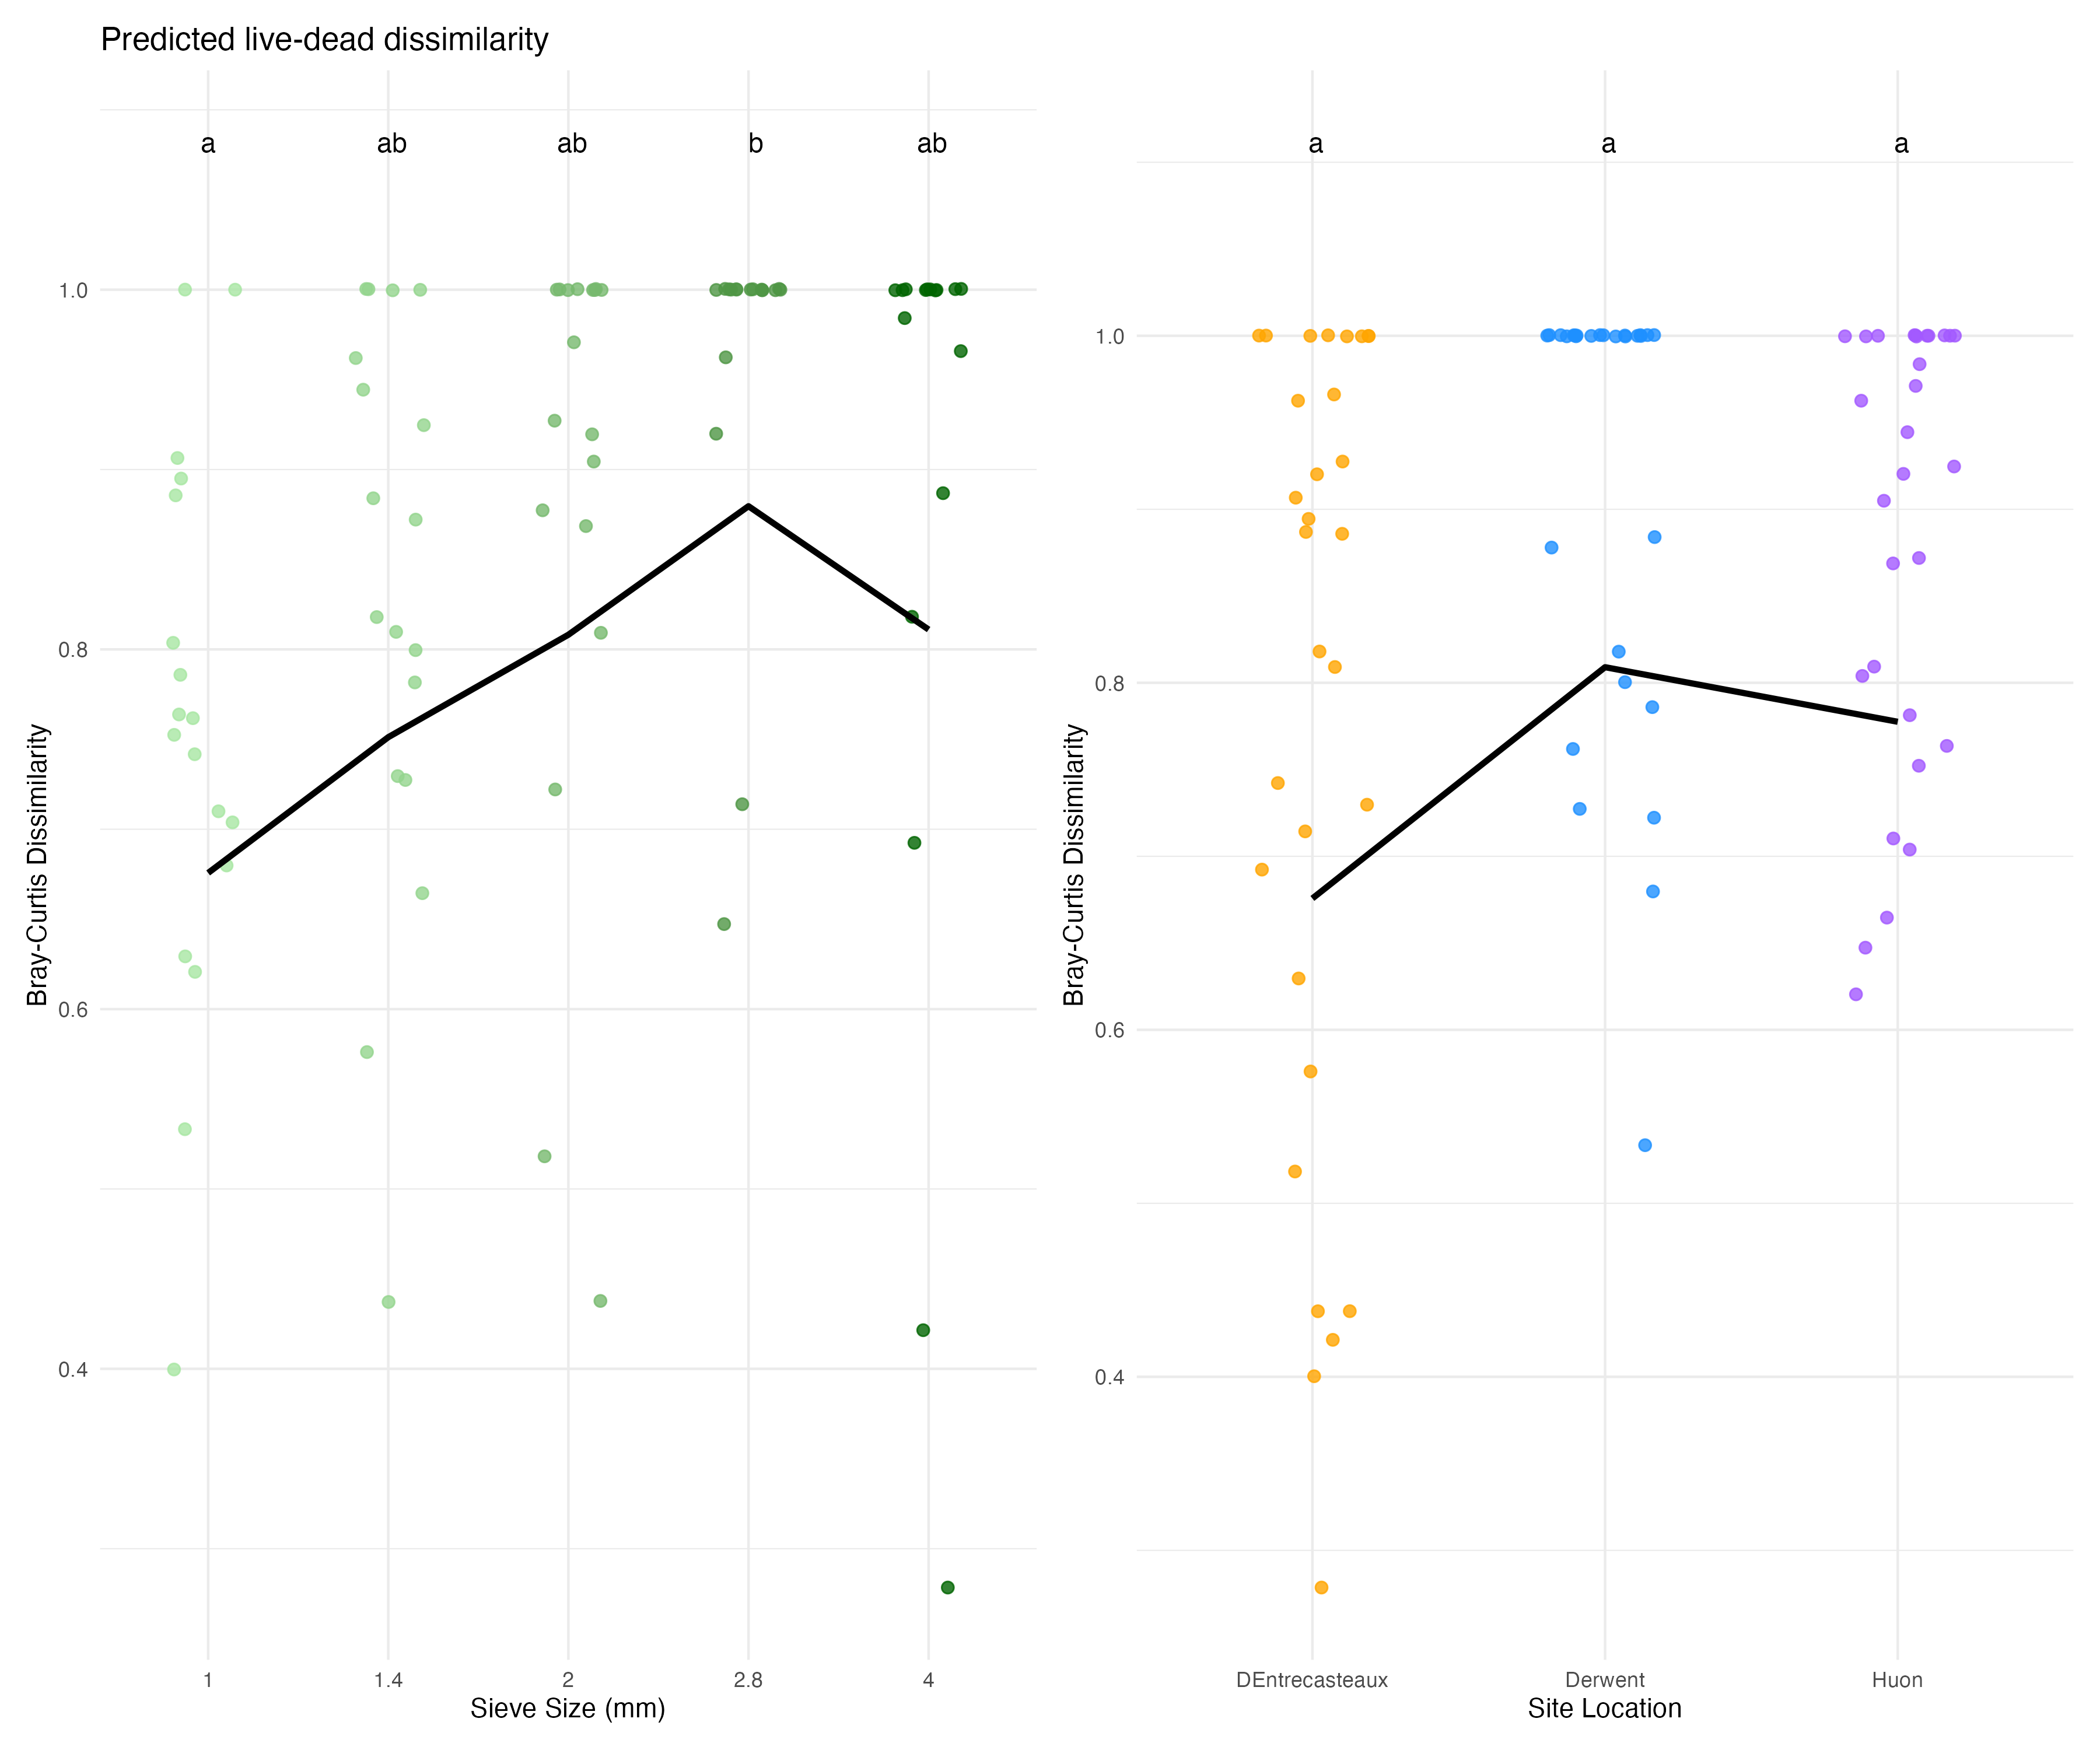 Predicted live-dead dissimilarity
a ab ab b ab
1.0
0.8
0.6
0.4
Bray-Curtis Dissimilarity
1 1.4 2 2.8 4
Sieve Size (mm)
a a a
1.0
0.8
0.6
0.4
Bray-Curtis Dissimilarity
DEntrecasteaux Derwent Huon
Site Location